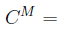 C^M =